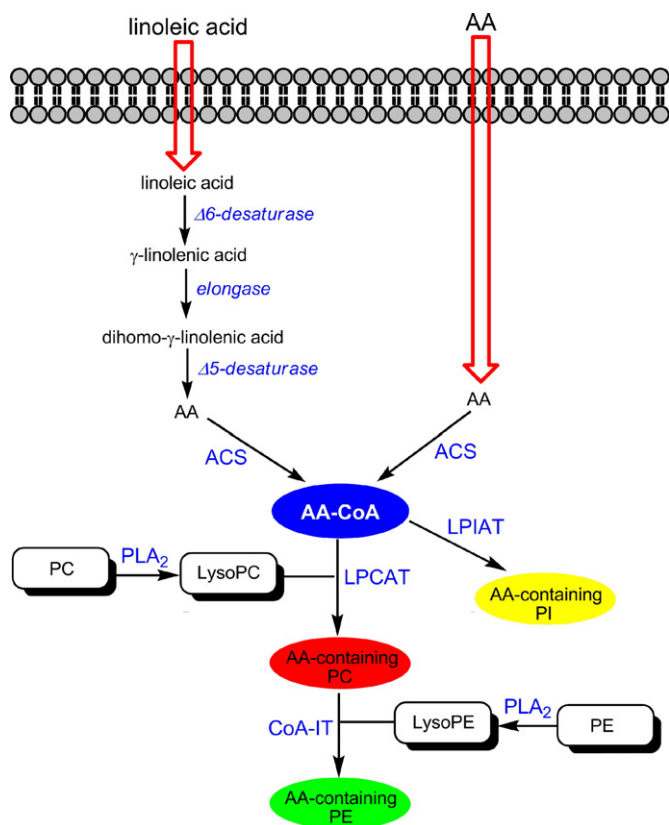 linoleic acid
AA
linoleic acid
Δ6-desaturase
γ-linolenic acid
elongase
dihomo-γ-linolenic acid
Δ5-desaturase
AA
AA
ACS
ACS
AA-CoA
LPIAT
PC
PLA2
LysoPC
LPCAT
AA-containing
PI
AA-containing
PC
CoA-IT
LysoPE
PLA2
PE
AA-containing
PE